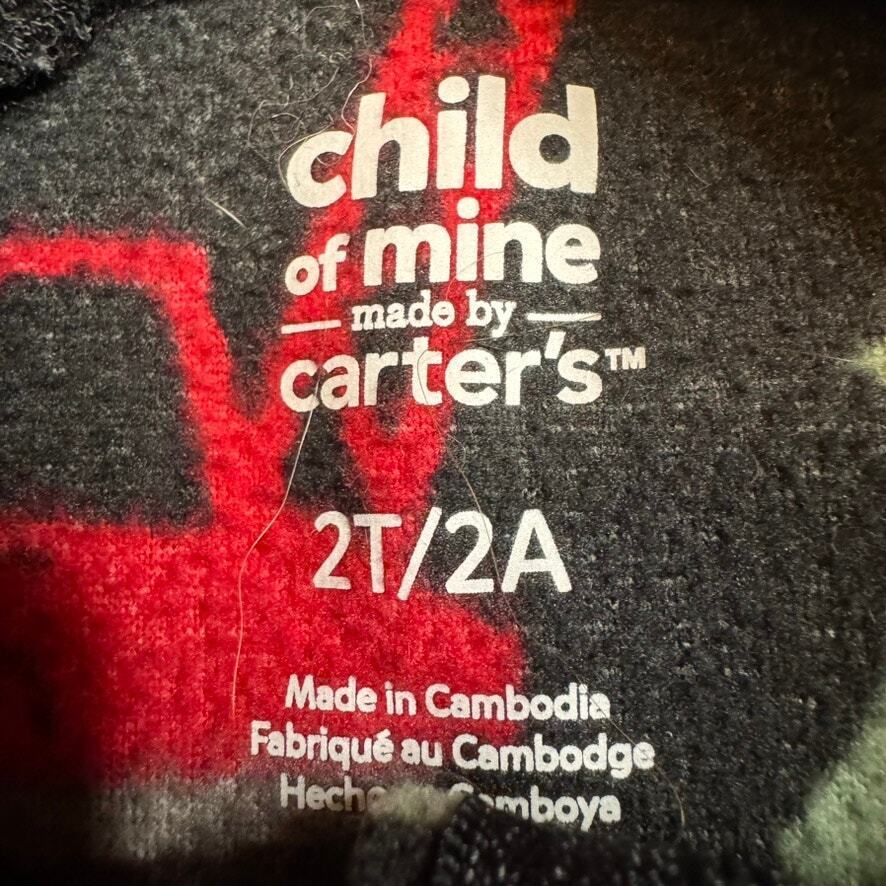 child
of mine
made by
carter's™
2T/2A
Made in Cambodia
Fabriqué au Cambodge